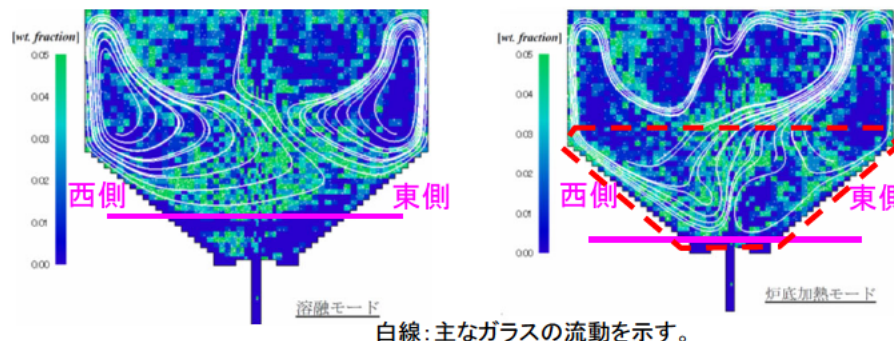 [wt. fraction]
0.05
0.04
0.03
0.02
0.01
0.00
西側
東側
溶融モード
[wt. fraction]
0.05
0.04
0.03
0.02
0.01
0.00
西側
東側
炉底加熱モード
白線:主なガラスの流動を示す。